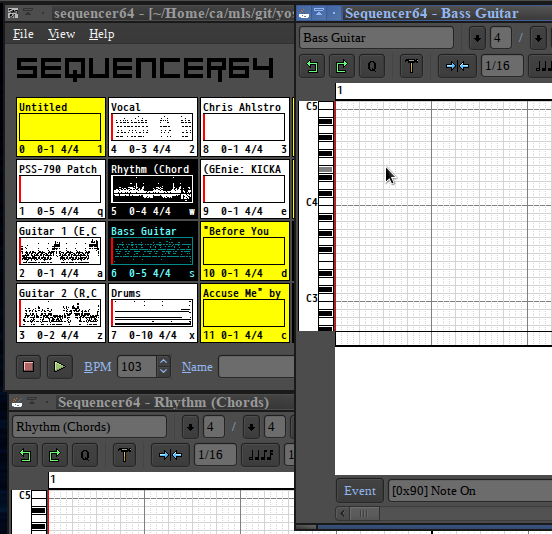 sequencer64 - [~/Home/ca/mls/git/yos
File View Help
SEQUENCER64
Untitled
0 0-1 4/4 1
Vocal
4 0-3 4/4 2
Chris Ahlstro
8 0-1 4/4 3
PSS-790 Patch
1 0-5 4/4 q
Rhythm (Chord
5 0-4 4/4 w
(GEnie: KICKA
9 0-1 4/4 e
Guitar 1 (E.C
2 0-1 4/4 a
Bass Guitar
6 0-5 4/4 s
"Before You
10 0-1 4/4 d
Guitar 2 (R.C
3 0-2 4/4 z
Drums
7 0-10 4/4 x
Accuse Me" by
11 0-1 4/4 c
BPM 103 Name
Sequencer64 - Bass Guitar
Bass Guitar 4 /
Q T 1/16
1
C5
C4
C3
Event [0x90] Note On
Sequencer64 - Rhythm (Chords)
Rhythm (Chords) 4 / 4
Q T 1/16 1
1
C5